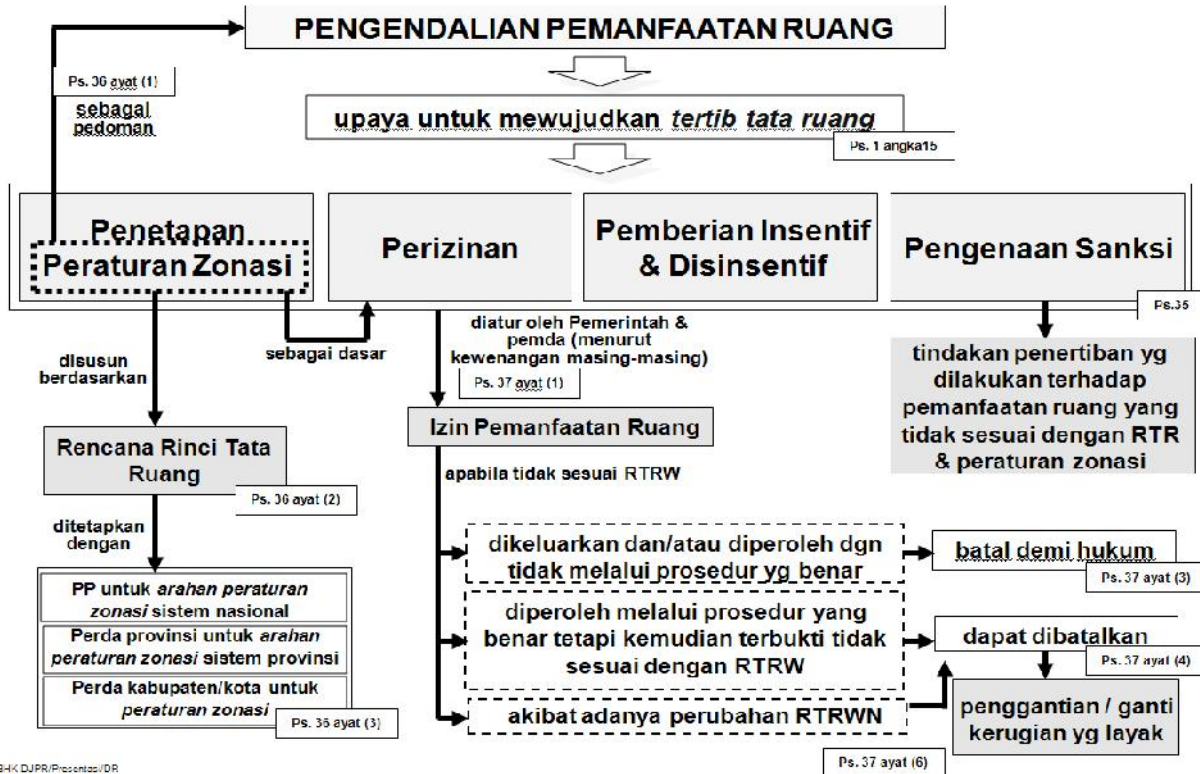 PENGENDALIAN PEMANFAATAN RUANG
Ps. 36 ayat (1)
sebagai
pedoman
upaya untuk mewujudkan tertib tata ruang
Ps. 1 angka15
Penetapan
Peraturan Zonasi
Perizinan
Pemberian Insentif
& Disinsentif
Pengenaan Sanksi
Ps.35
disusun
berdasarkan
sebagai dasar
diatur oleh Pemerintah &
pemda (menurut
kewenangan masing-masing)
Ps. 37 ayat (1)
tindakan penertiban yg
dilakukan terhadap
pemanfaatan ruang yang
tidak sesuai dengan RTR
& peraturan zonasi
Rencana Rinci Tata
Ruang
Ps. 36 ayat (2)
Izin Pemanfaatan Ruang
apabila tidak sesuai RTRW
ditetapkan
dengan
PP untuk arahan peraturan
zonasi sistem nasional
Perda provinsi untuk arahan
peraturan zonasi sistem provinsi
Perda kabupaten/kota untuk
peraturan zonasi
Ps. 36 ayat (3)
dikeluarkan dan/atau diperoleh dgn
tidak melalui prosedur yg benar
batal demi hukum
Ps. 37 ayat (3)
diperoleh melalui prosedur yang
benar tetapi kemudian terbukti tidak
sesuai dengan RTRW
dapat dibatalkan
Ps. 37 ayat (4)
akibat adanya perubahan RTRWN
penggantian / ganti
kerugian yg layak
Ps. 37 ayat (6)
DJPR/Presentasi/DR